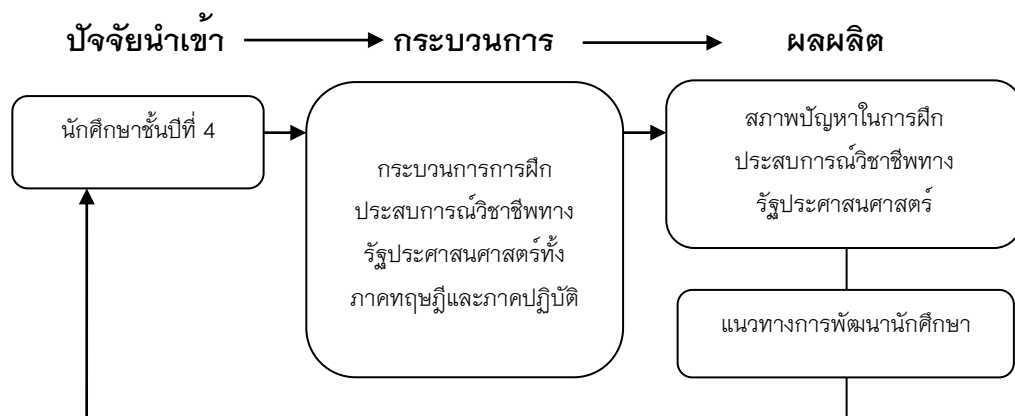 ปัจจัยนำเข้า กระบวนการ ผลผลิต
นักศึกษาชั้นปีที่ 4
กระบวนการการฝึก
ประสบการณ์วิชาชีพทาง
รัฐประศาสนศาสตร์ทั้ง
ภาคทฤษฎีและภาคปฏิบัติ
สภาพปัญหาในการฝึก
ประสบการณ์วิชาชีพทาง
รัฐประศาสนศาสตร์
แนวทางการพัฒนานักศึกษา